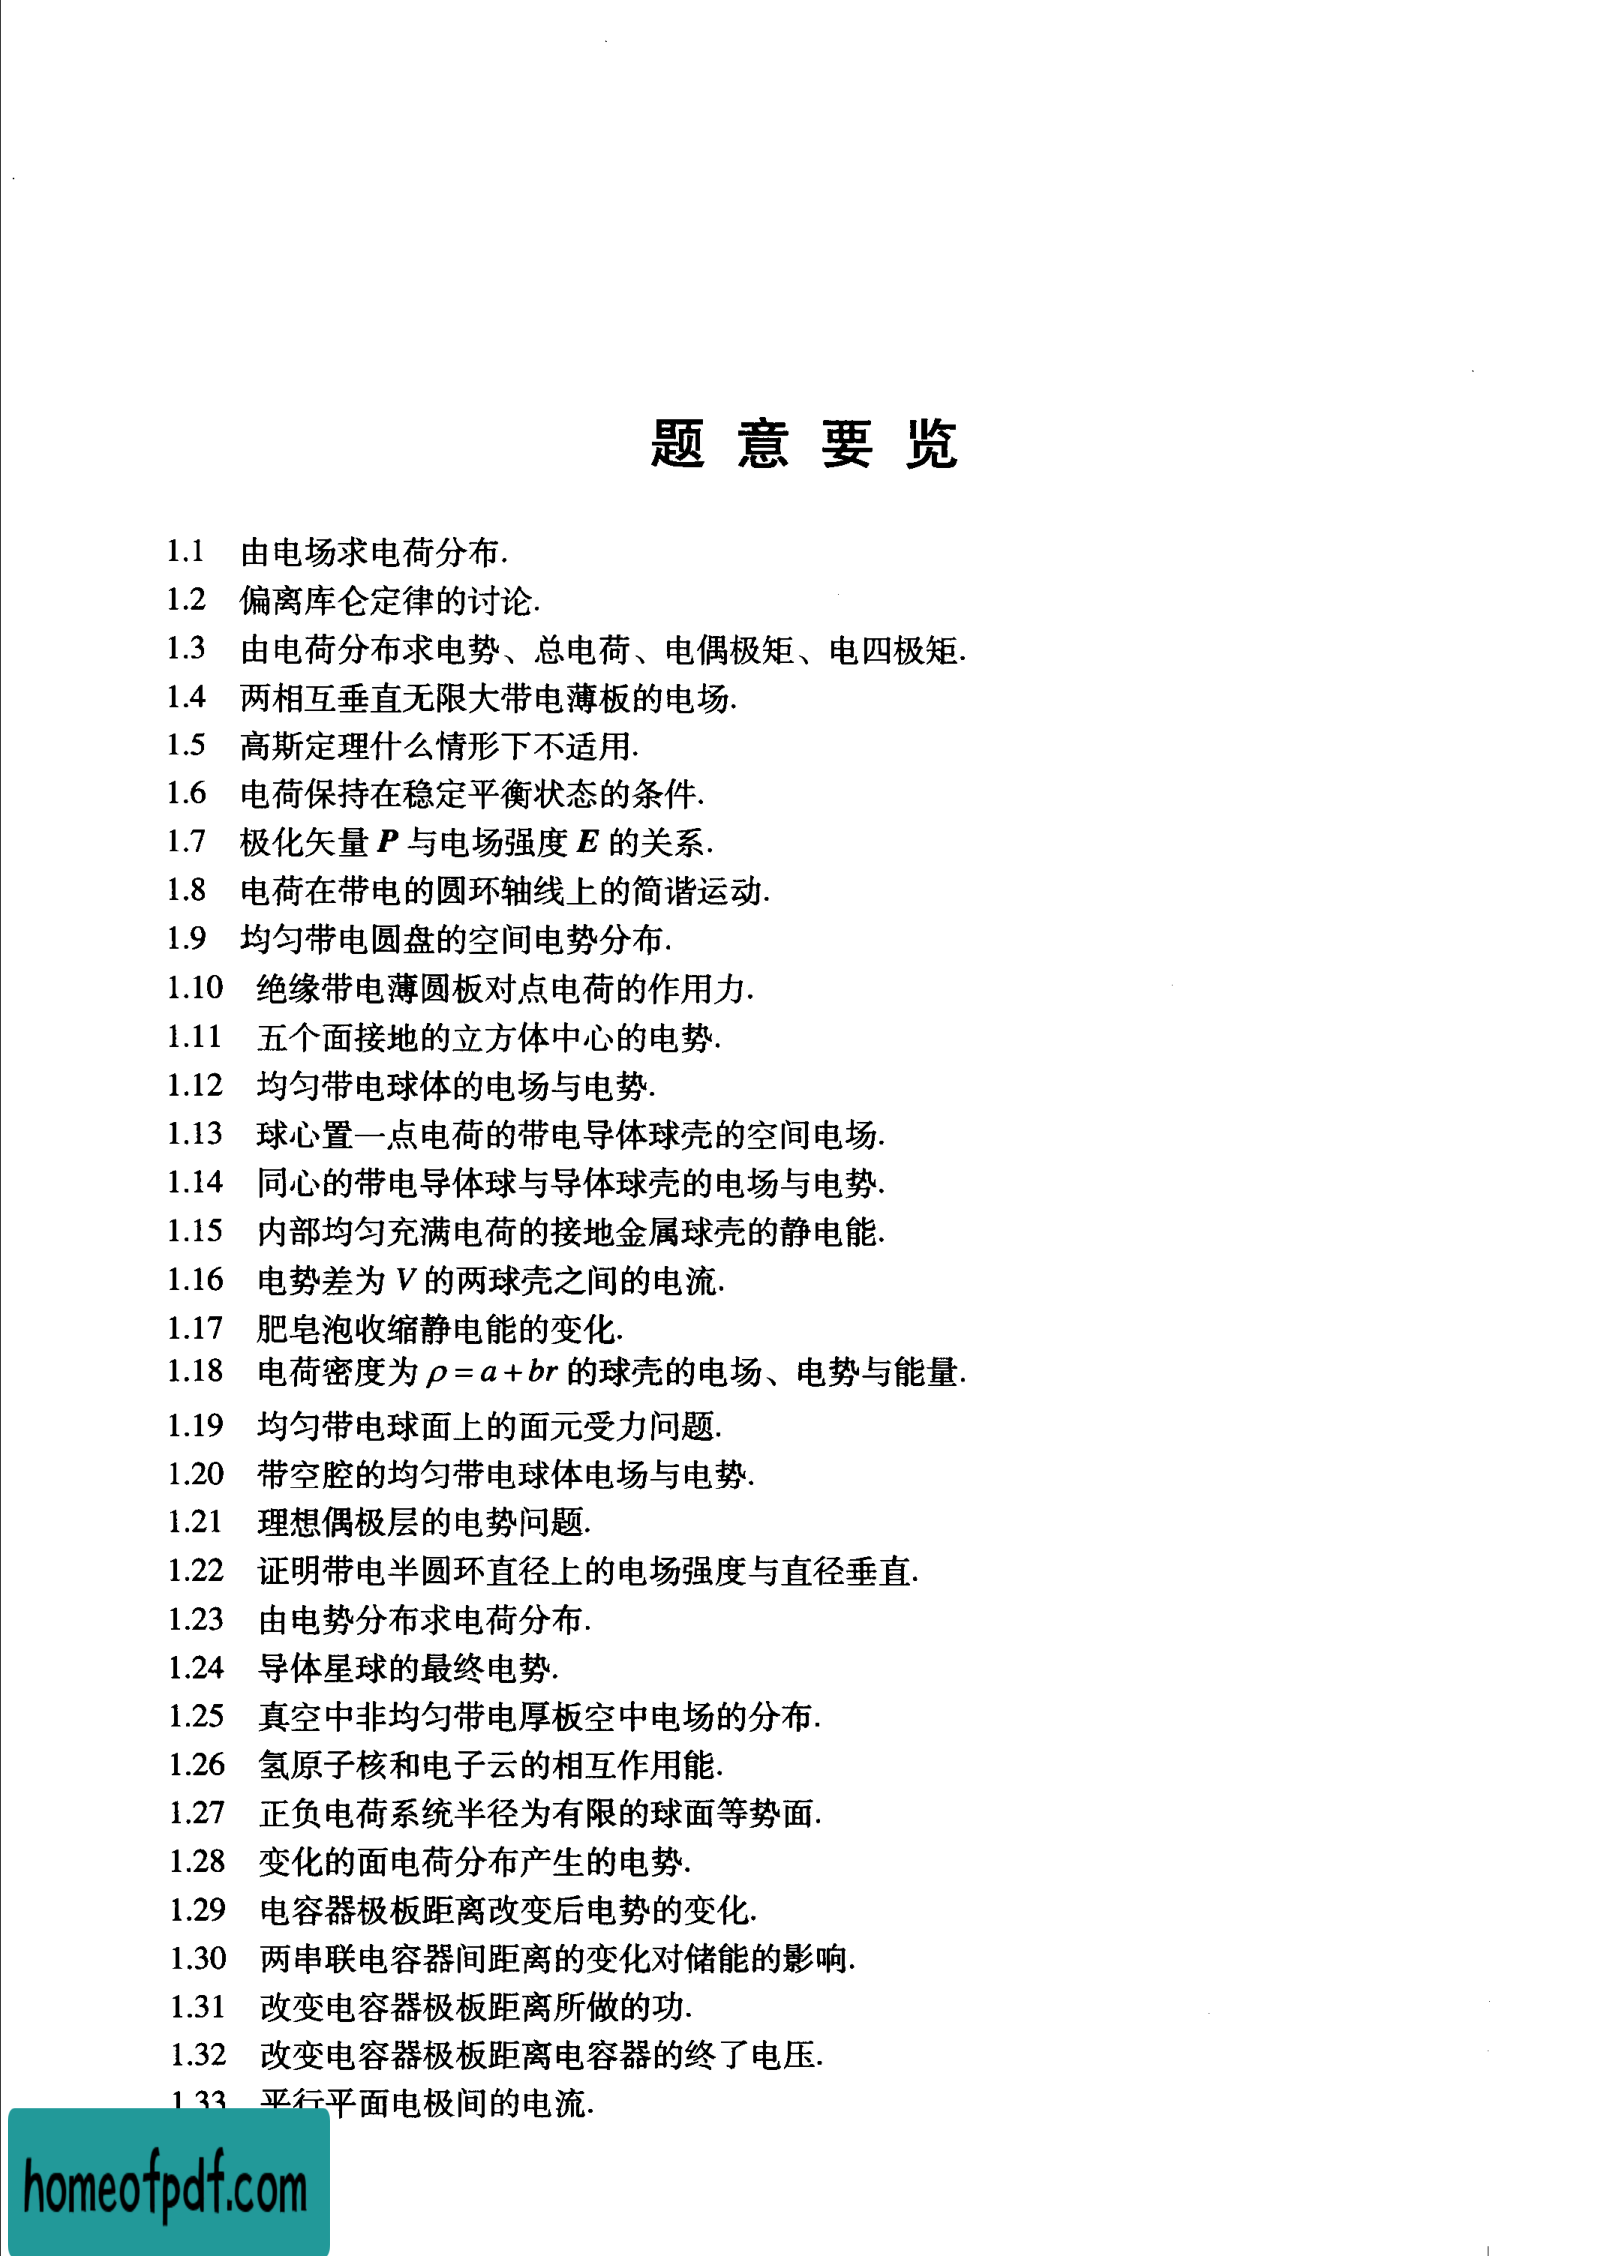 题意要览
1.1 由电场求电荷分布.
1.2 偏离库仑定律的讨论.
1.3 由电荷分布求电势、总电荷、电偶极矩、电四极矩.
1.4 两相互垂直无限大带电薄板的电场.
1.5 高斯定理什么情形下不适用.
1.6 电荷保持在稳定平衡状态的条件.
1.7 极化矢量 P 与电场强度 E 的关系.
1.8 电荷在带电的圆环轴线上的简谐运动.
1.9 均匀带电圆盘的空间电势分布.
1.10 绝缘带电薄圆板对点电荷的作用力.
1.11 五个面接地的立方体中心的电势.
1.12 均匀带电球体的电场与电势.
1.13 球心置一点电荷的带电导体球壳的空间电场.
1.14 同心的带电导体球与导体球壳的电场与电势.
1.15 内部均匀充满电荷的接地金属球壳的静电能.
1.16 电势差为 V 的两球壳之间的电流.
1.17 肥皂泡收缩静电能的变化.
1.18 电荷密度为 ρ = a + br 的球壳的电场、电势与能量.
1.19 均匀带电球面上的面元受力问题.
1.20 带空腔的均匀带电球体电场与电势.
1.21 理想偶极层的电势问题.
1.22 证明带电半圆环直径上的电场强度与直径垂直.
1.23 由电势分布求电荷分布.
1.24 导体星球的最终电势.
1.25 真空中非均匀带电厚板空中电场的分布.
1.26 氢原子核和电子云的相互作用能.
1.27 正负电荷系统半径为有限的球面等势面.
1.28 变化的面电荷分布产生的电势.
1.29 电容器极板距离改变后电势的变化.
1.30 两串联电容器间距离的变化对储能的影响.
1.31 改变电容器极板距离所做的功.
1.32 改变电容器极板距离电容器的终了电压.
1.33 平行平面电极间的电流.
homeofpdf.com